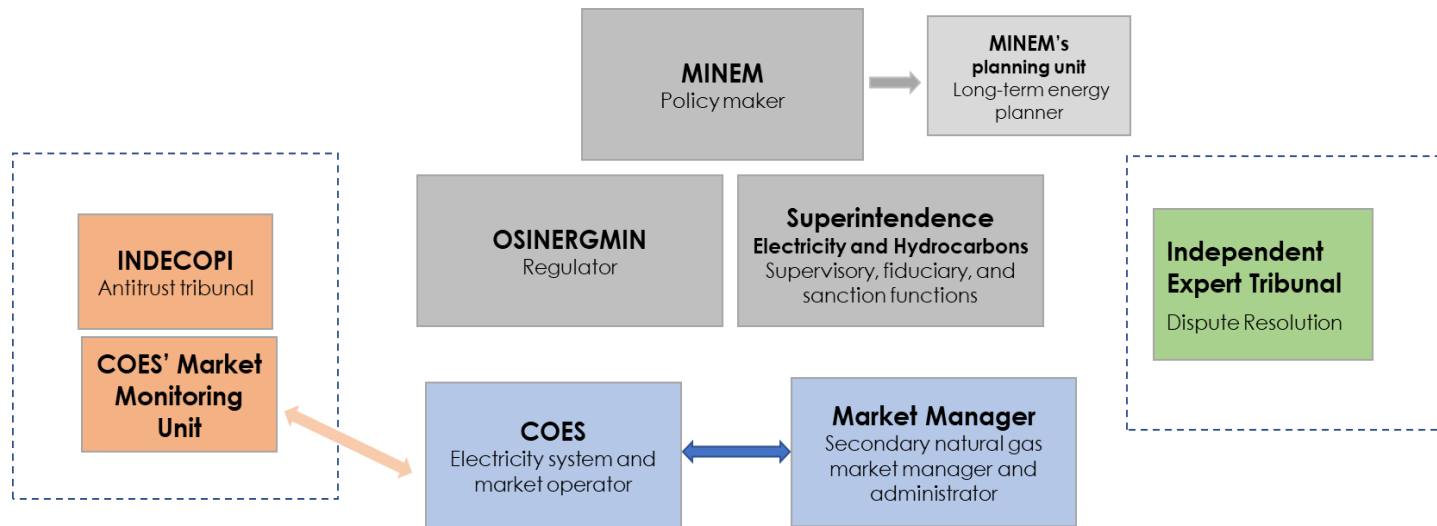 MINEM
Policy maker
MINEM's
planning unit
Long-term energy
planner
OSINERGMIN
Regulator
Superintendence
Electricity and Hydrocarbons
Supervisory, fiduciary, and
sanction functions
INDECOPI
Antitrust tribunal
COES' Market
Monitoring
Unit
Independent
Expert Tribunal
Dispute Resolution
COES
Electricity system and
market operator
Market Manager
Secondary natural gas
market manager and
administrator